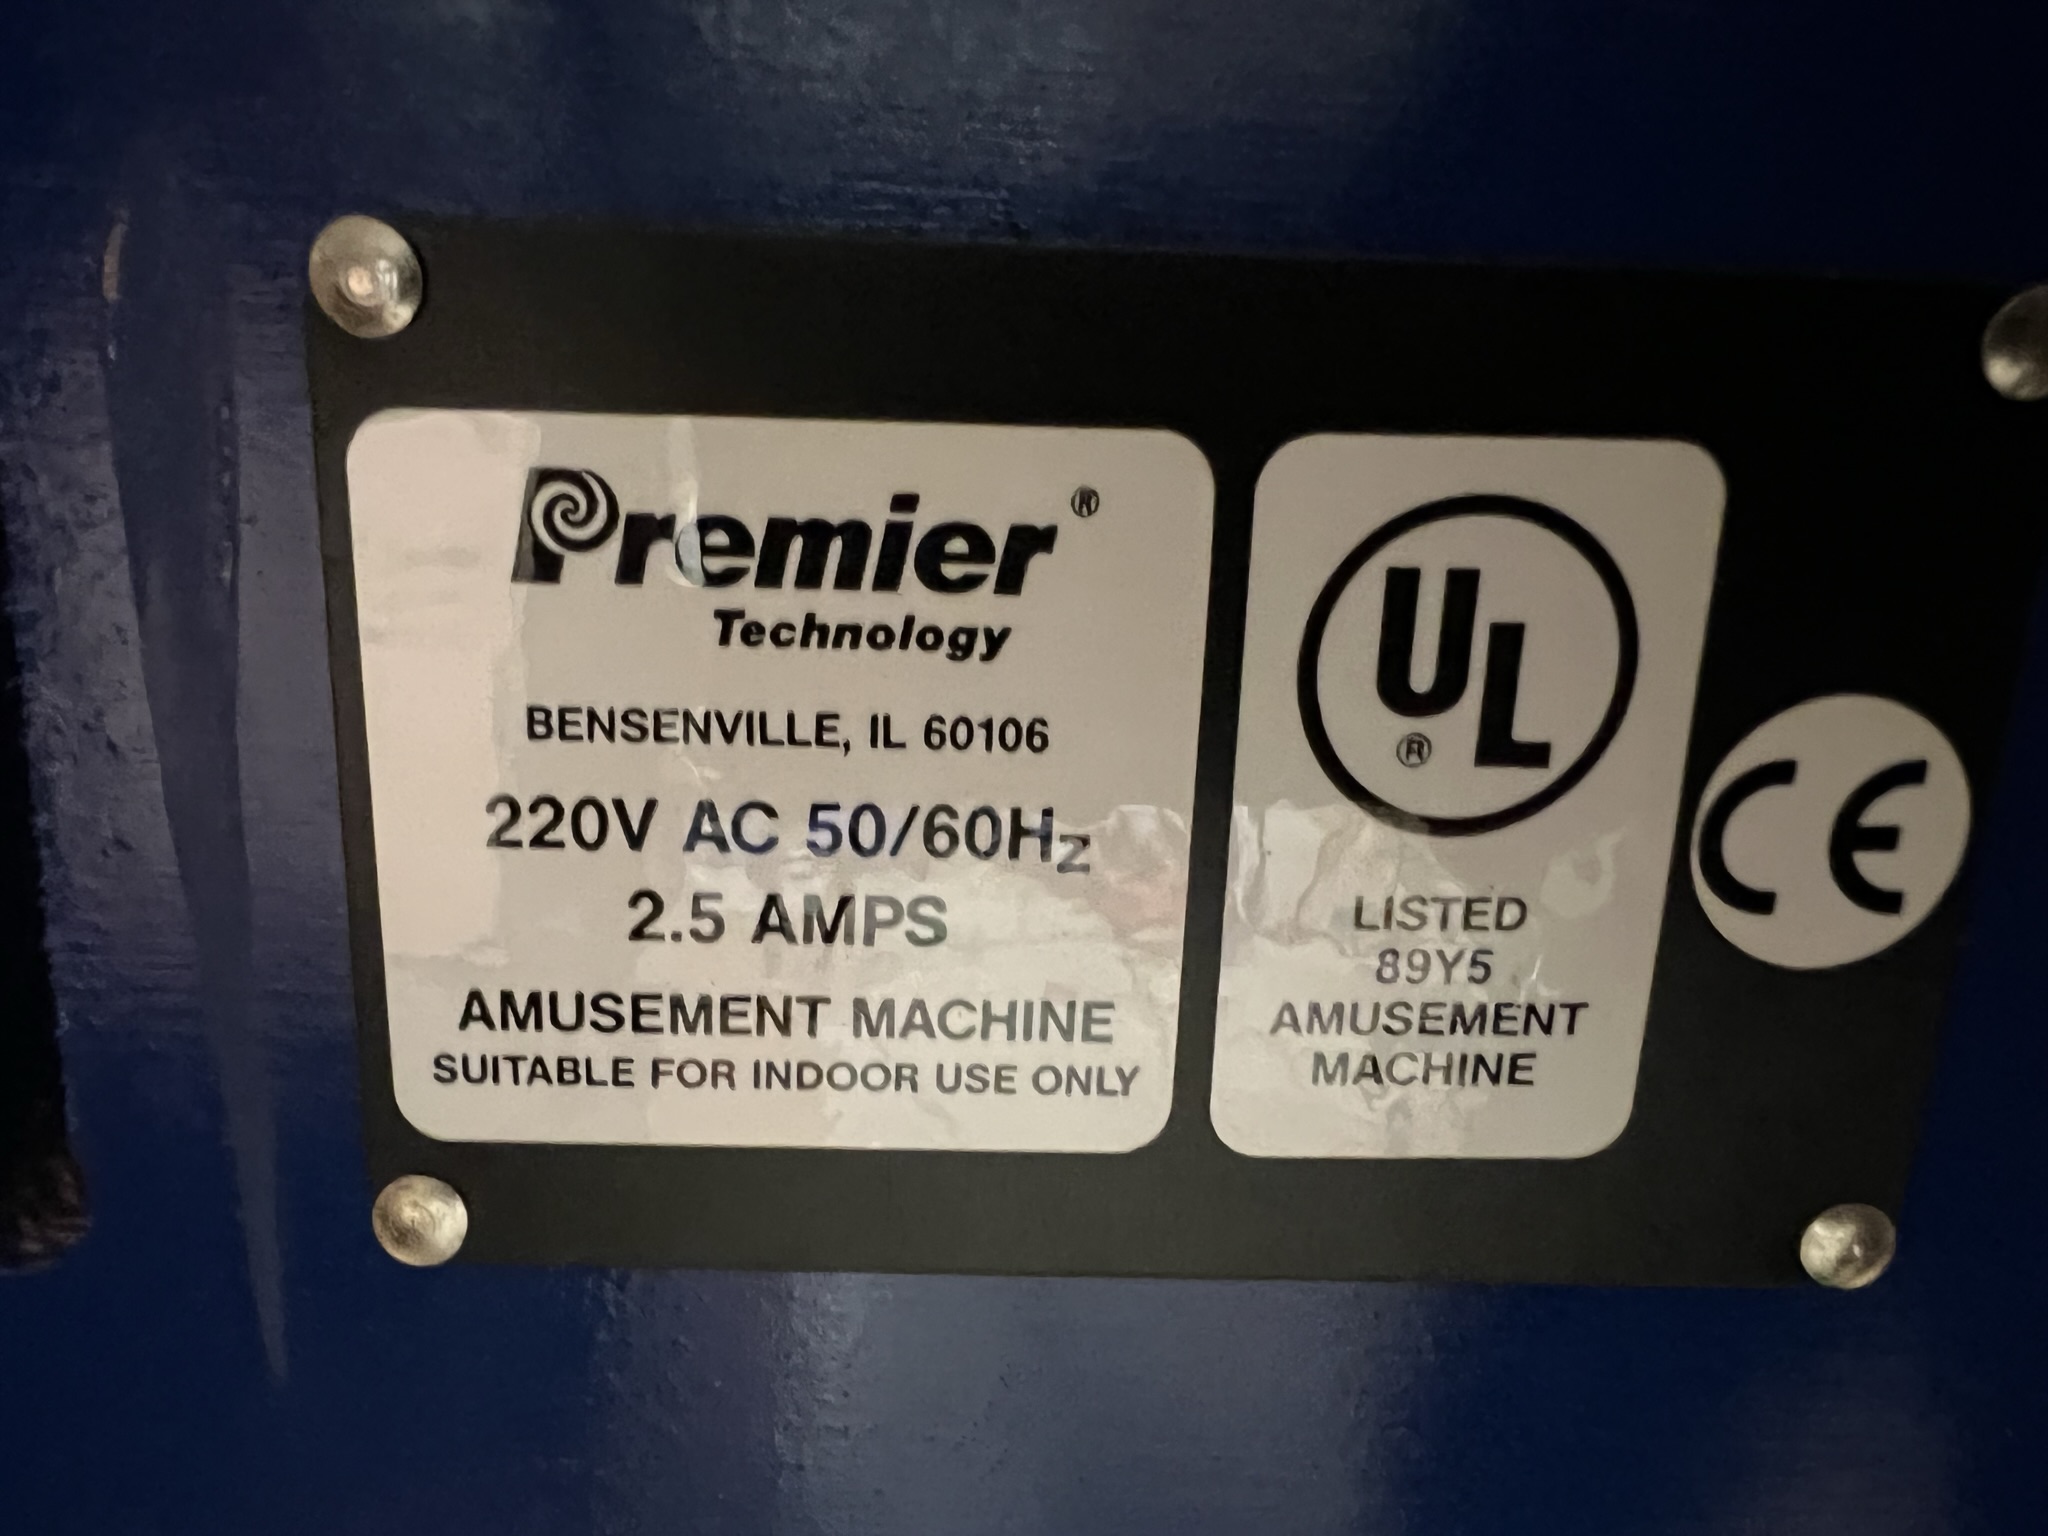 Premier ®
Technology
BENSENVILLE, IL 60106
220V AC 50/60Hz
2.5 AMPS
AMUSEMENT MACHINE
SUITABLE FOR INDOOR USE ONLY
UL
®
LISTED
89Y5
AMUSEMENT
MACHINE
CE